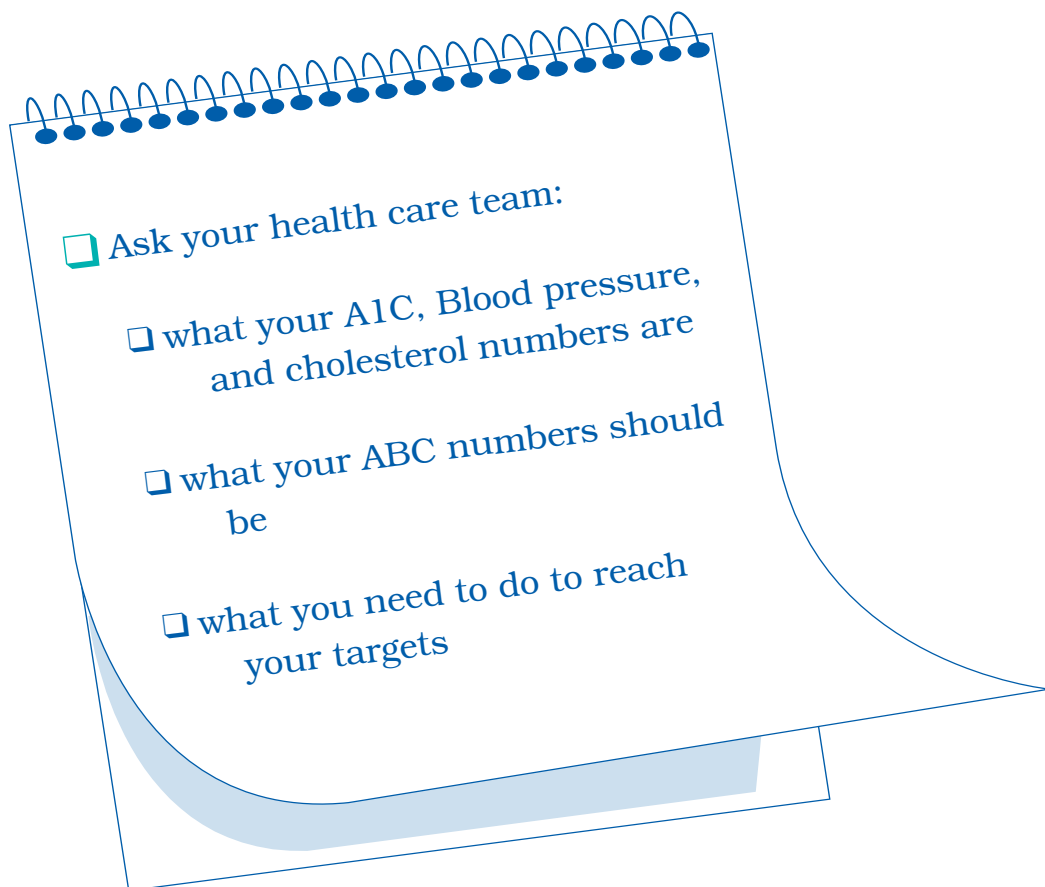 ❑ Ask your health care team:
❑ what your A1C, Blood pressure,
and cholesterol numbers are
❑ what your ABC numbers should
be
❑ what you need to do to reach
your targets